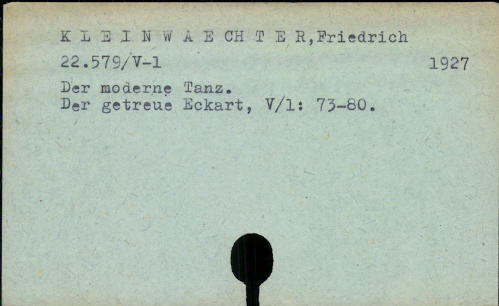 K L E I N W A E CH T E R,Friedrich
22.579/V-1 1927
Der moderne Tanz.
Der getreue Eckart, V/1: 73-80.